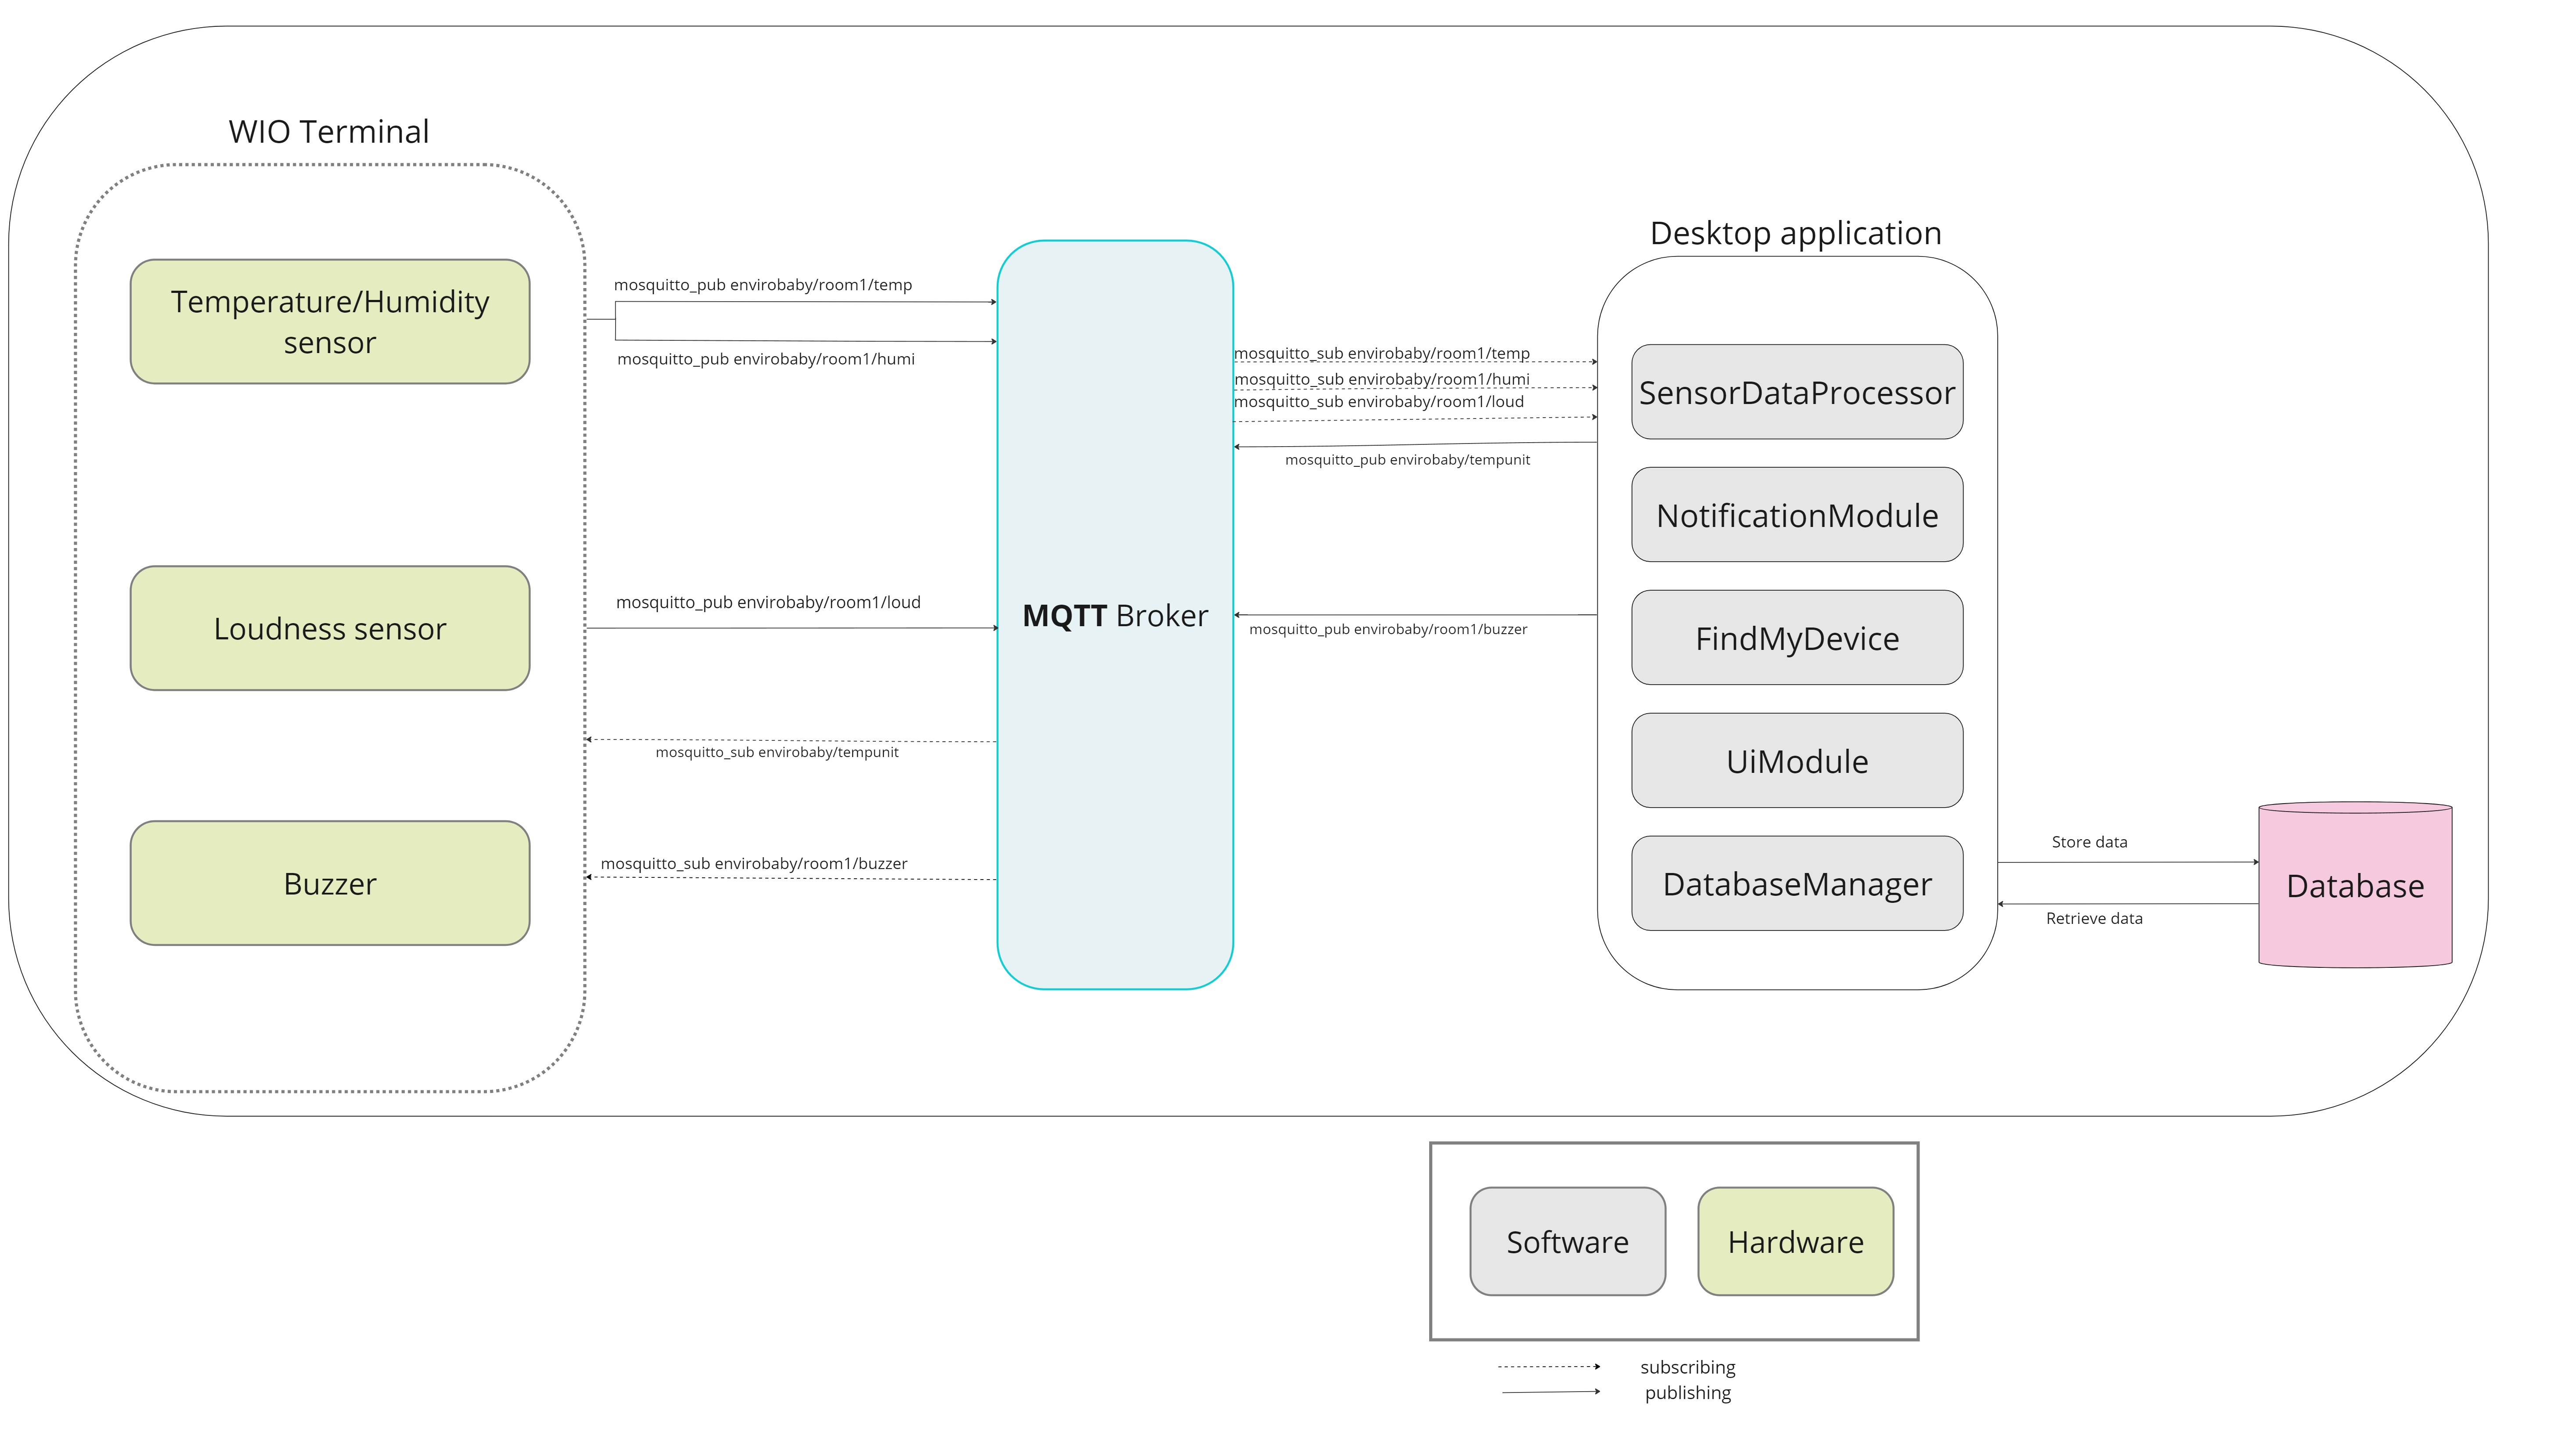 WIO Terminal
Temperature/Humidity
sensor
Loudness sensor
Buzzer
mosquitto_pub envirobaby/room1/temp
mosquitto_pub envirobaby/room1/humi
mosquitto_pub envirobaby/room1/loud
mosquitto_sub envirobaby/tempunit
mosquitto_sub envirobaby/room1/buzzer
MQTT Broker
mosquitto_sub envirobaby/room1/temp
mosquitto_sub envirobaby/room1/humi
mosquitto_sub envirobaby/room1/loud
mosquitto_pub envirobaby/tempunit
mosquitto_pub envirobaby/room1/buzzer
Desktop application
SensorDataProcessor
NotificationModule
FindMyDevice
UiModule
DatabaseManager
Store data
Retrieve data
Database
Software
Hardware
subscribing
publishing